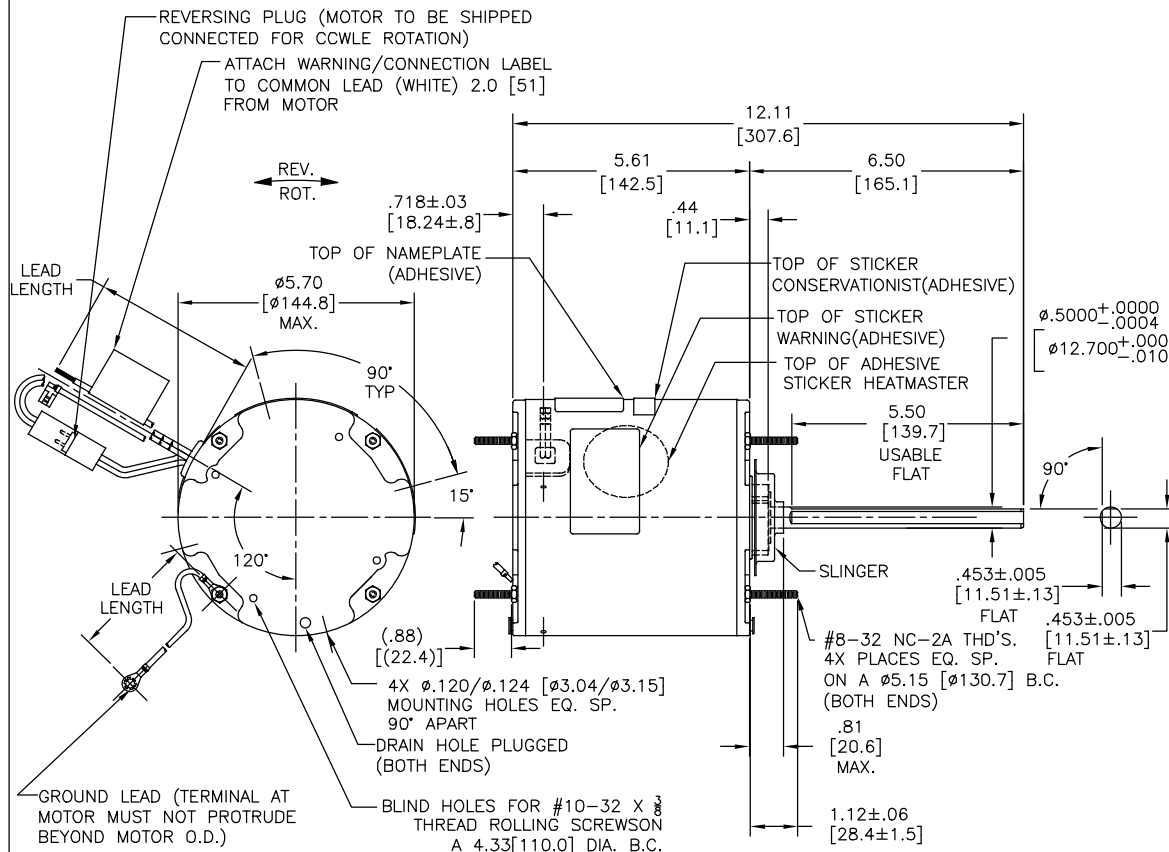 REVERSING PLUG (MOTOR TO BE SHIPPED
CONNECTED FOR CCWLE ROTATION)
ATTACH WARNING/CONNECTION LABEL
TO COMMON LEAD (WHITE) 2.0 [51]
FROM MOTOR
12.11
[307.6]
5.61
[142.5]
6.50
[165.1]
REV.
ROT.
.718±.03
[18.24±.8]
.44
[11.1]
TOP OF NAMEPLATE
(ADHESIVE)
TOP OF STICKER
CONSERVATIONIST(ADHESIVE)
LEAD
LENGTH
ø5.70
[ø144.8]
MAX.
TOP OF STICKER
WARNING(ADHESIVE)
TOP OF ADHESIVE
STICKER HEATMASTER
ø.5000+.0000
-.0004
[ø12.700+.000
-.010
90°
TYP
5.50
[139.7]
USABLE
FLAT
90°
15°
120°
LEAD
LENGTH
SLINGER
.453±.005
[11.51±.13]
FLAT
.453±.005
[11.51±.13]
FLAT
(.88)
[(22.4)]
#8-32 NC-2A THD'S.
4X PLACES EQ. SP.
ON A ø5.15 [ø130.7] B.C.
(BOTH ENDS)
4X ø.120/ø.124 [ø3.04/ø3.15]
MOUNTING HOLES EQ. SP.
90° APART
DRAIN HOLE PLUGGED
(BOTH ENDS)
.81
[20.6]
MAX.
GROUND LEAD (TERMINAL AT
MOTOR MUST NOT PROTRUDE
BEYOND MOTOR O.D.)
BLIND HOLES FOR #10-32 X 3/8
THREAD ROLLING SCREWSON
A 4.33[110.0] DIA. B.C.
1.12±.06
[28.4±1.5]